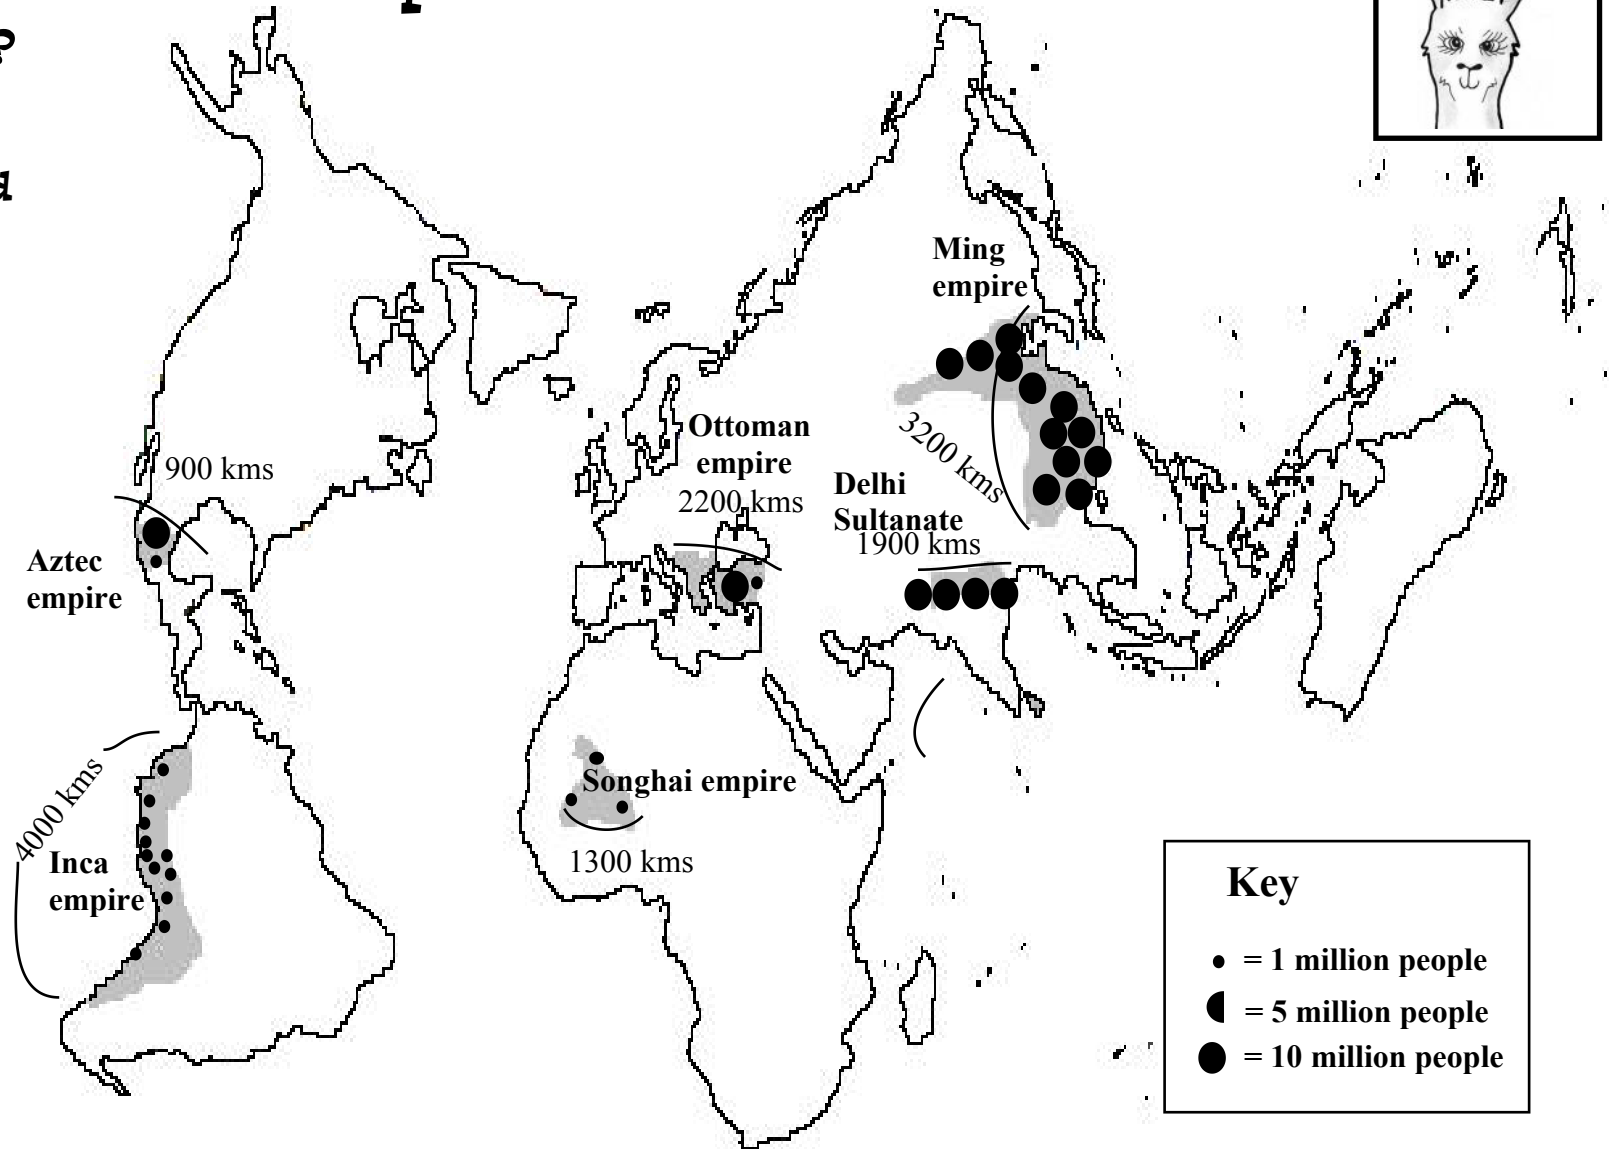 Ming
empire
Ottoman
empire
2200 kms
900 kms
3200 kms
Delhi
Sultanate
1900 kms
Aztec
empire
4000 kms
Songhai empire
1300 kms
Inca
empire
Key
= 1 million people
= 5 million people
= 10 million people